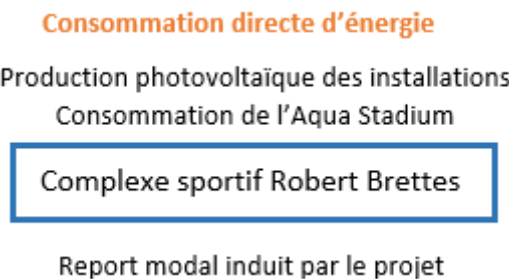 Consommation directe d’énergie
Production photovoltaïque des installations
Consommation de l’Aqua Stadium
Complexe sportif Robert Brettes
Report modal induit par le projet